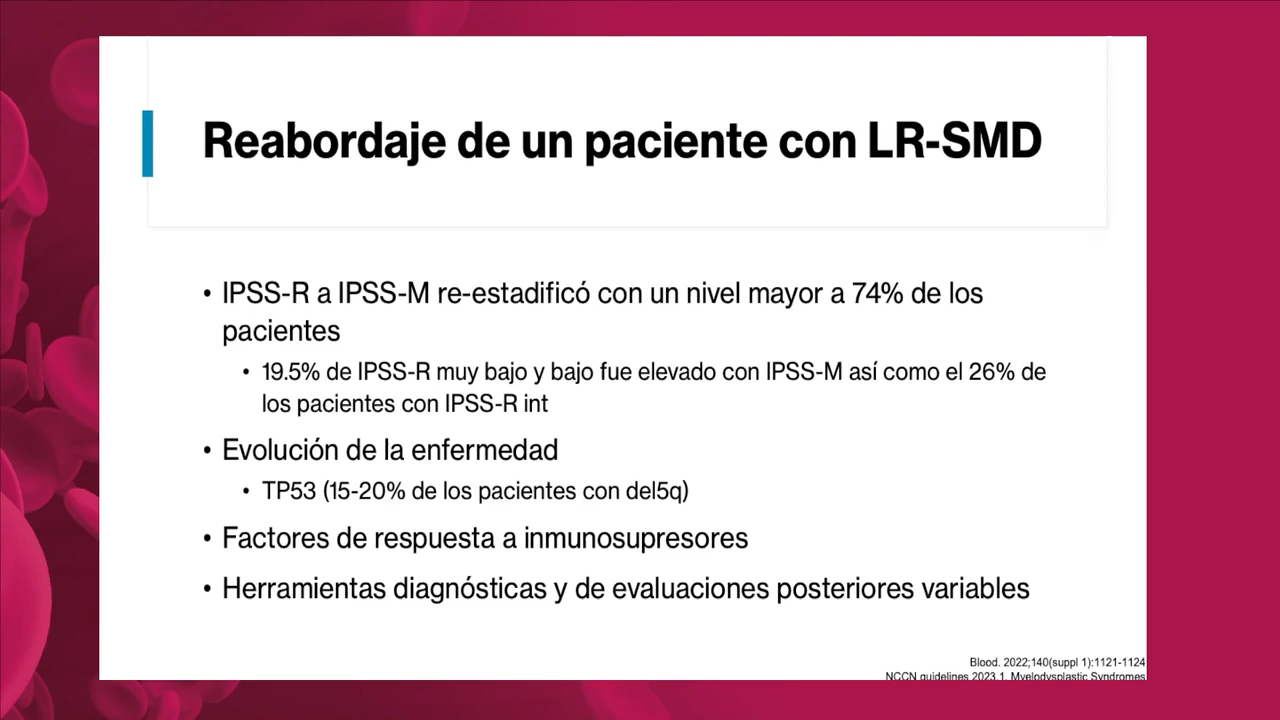 Reabordaje de un paciente con LR-SMD
• IPSS-R a IPSS-M re-estadificó con un nivel mayor a 74% de los
pacientes
• 19.5% de IPSS-R muy bajo y bajo fue elevado con IPSS-M así como el 26% de
los pacientes con IPSS-R int
• Evolución de la enfermedad
• TP53 (15-20% de los pacientes con del5q)
• Factores de respuesta a inmunosupresores
• Herramientas diagnósticas y de evaluaciones posteriores variables
Blood. 2022;140(suppl 1):1121-1124
NCCN guidelines 2023.1. Myelodysplastic Syndromes